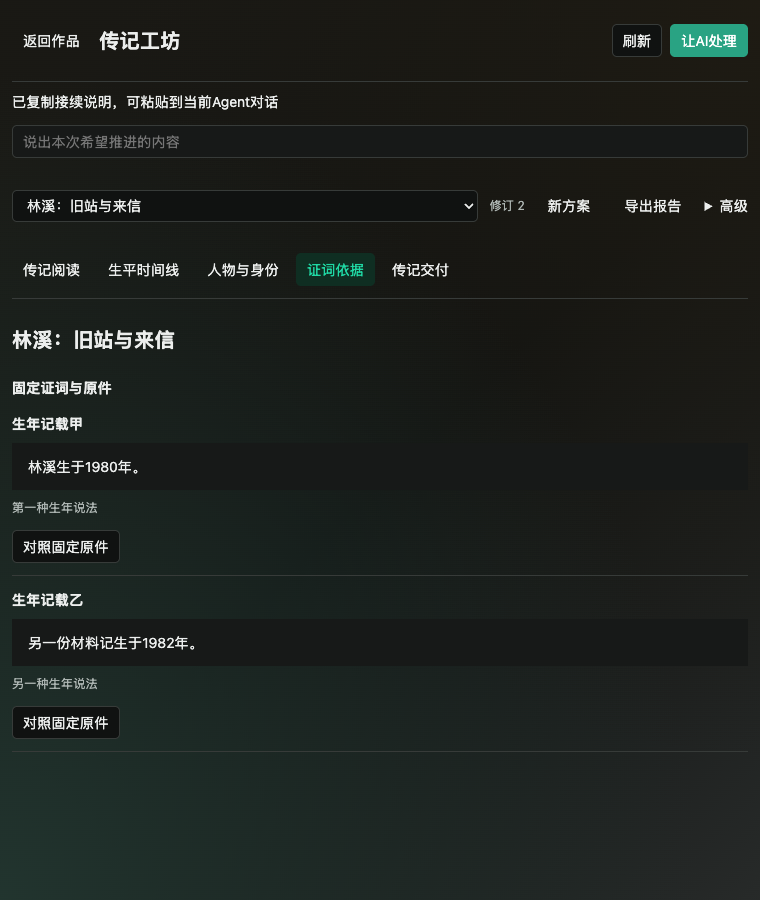 返回作品 传记工坊 刷新 让AI处理
已复制接续说明，可粘贴到当前Agent对话
说出本次希望推进的内容
林溪：旧站与来信 修订 2 新方案 导出报告 ▶ 高级
传记阅读 生平时间线 人物与身份 证词依据 传记交付
林溪：旧站与来信
固定证词与原件
生年记载甲
林溪生于1980年。
第一种生年说法
对照固定原件
生年记载乙
另一份材料记生于1982年。
另一种生年说法
对照固定原件